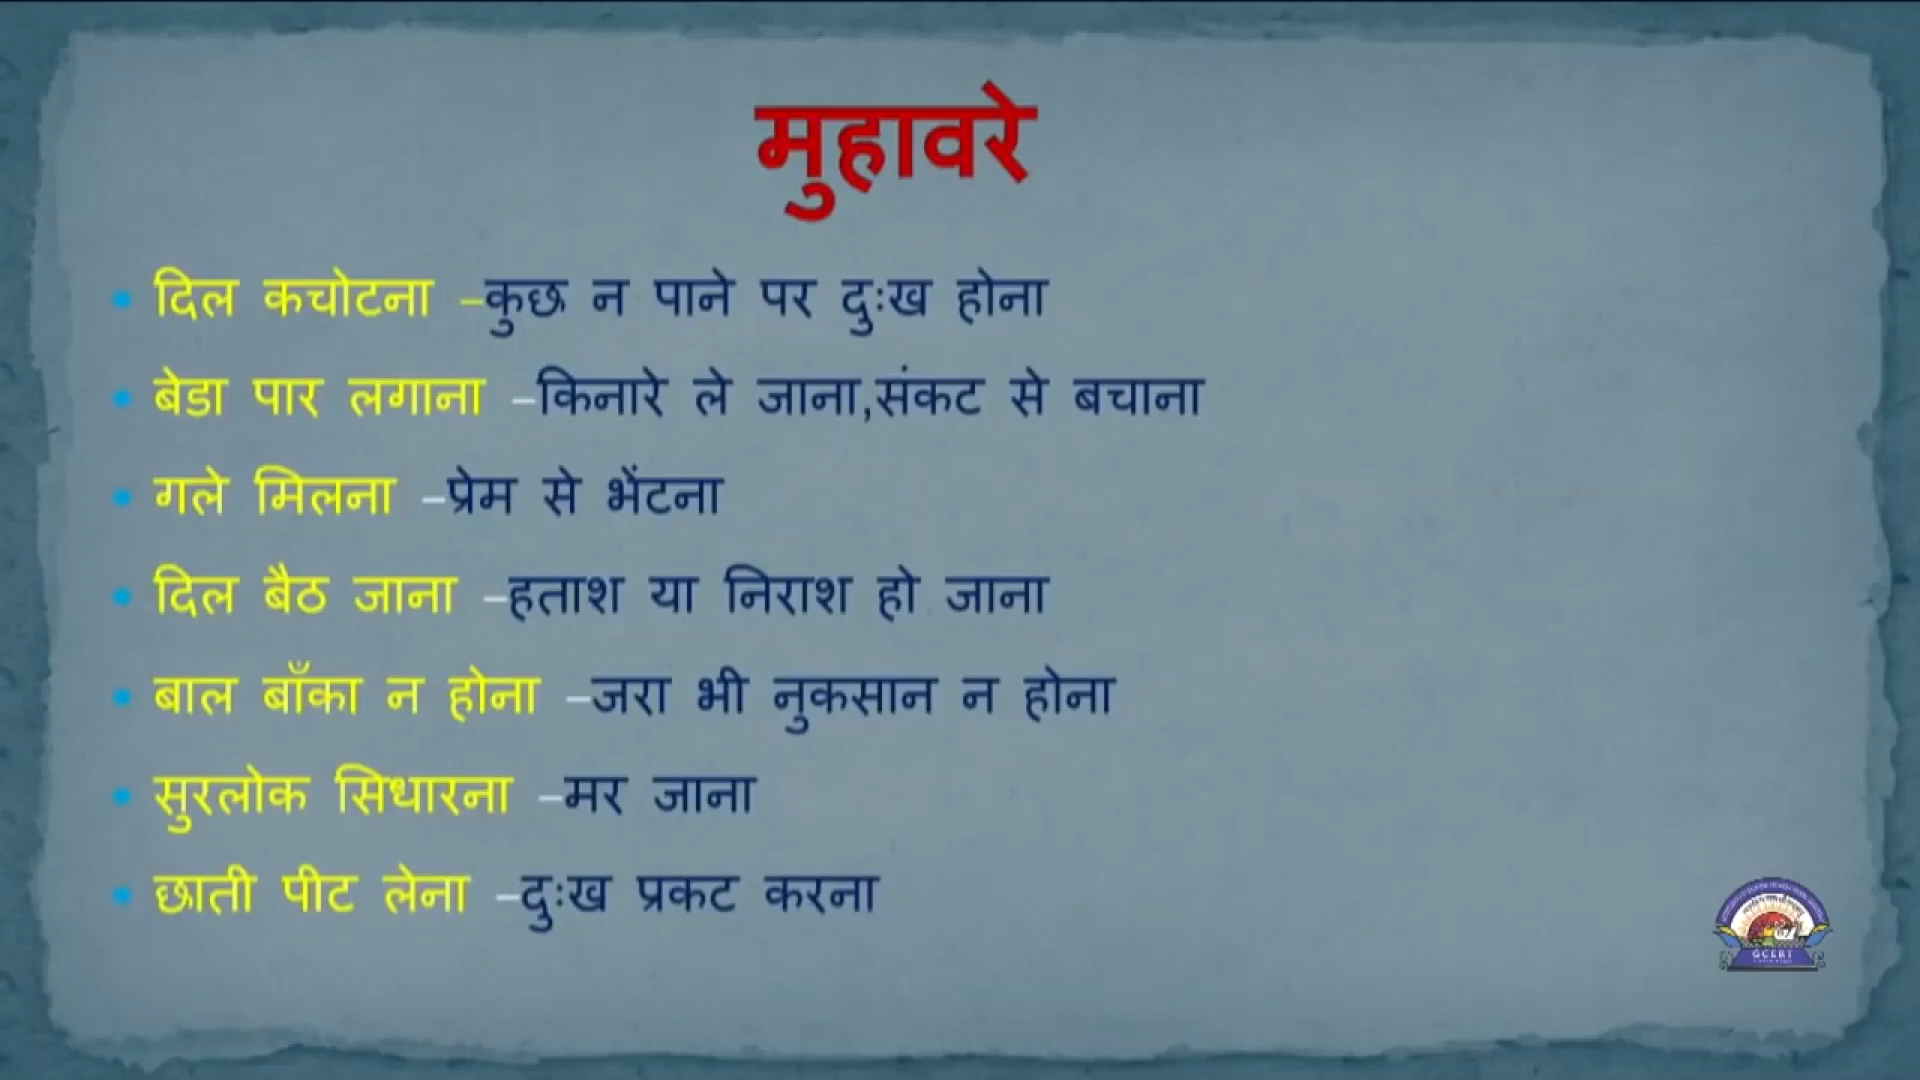 मुहावरे
दिल कचोटना –कुछ न पाने पर दुःख होना
बेडा पार लगाना –किनारे ले जाना,संकट से बचाना
गले मिलना –प्रेम से भेंटना
दिल बैठ जाना –हताश या निराश हो जाना
बाल बाँका न होना –जरा भी नुकसान न होना
सुरलोक सिधारना –मर जाना
छाती पीट लेना –दुःख प्रकट करना
GCERT